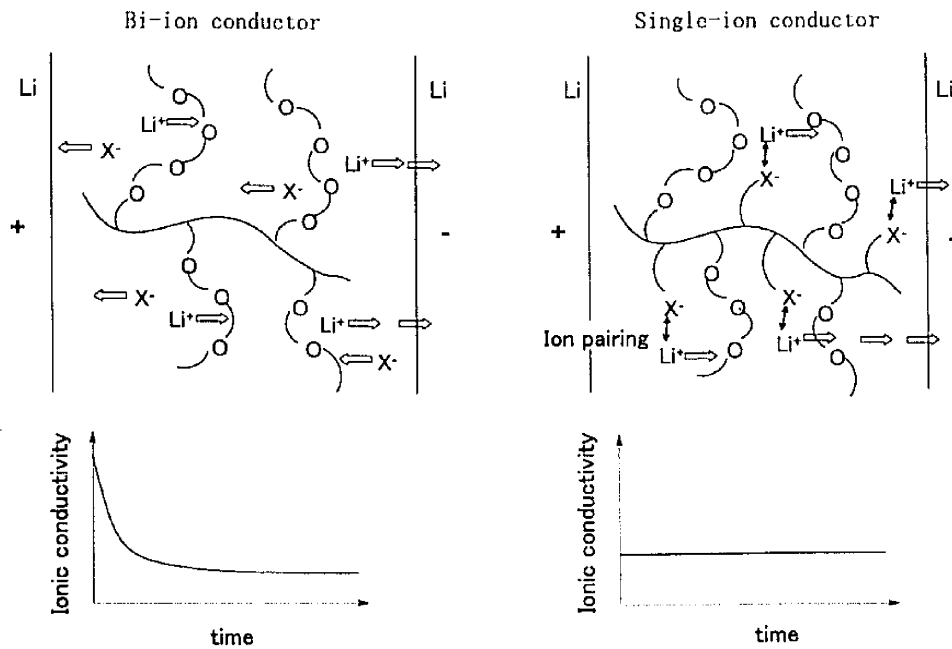 Bi-ion conductor
Li
Li
O
O
Li⁺
O
O
X⁻
O
O
Li⁺
O
X⁻
O
O
+
-
O
X⁻
O
O
Li⁺
Li⁺
O
O
X⁻
Ionic conductivity
time
Single-ion conductor
Li
Li
O
Li⁺
O
O
O
X⁻
Li⁺
O
O
+
X⁻
O
-
O
X⁻
X⁻
O
O
Ion pairing
Li⁺
Li⁺
O
O
Ionic conductivity
time